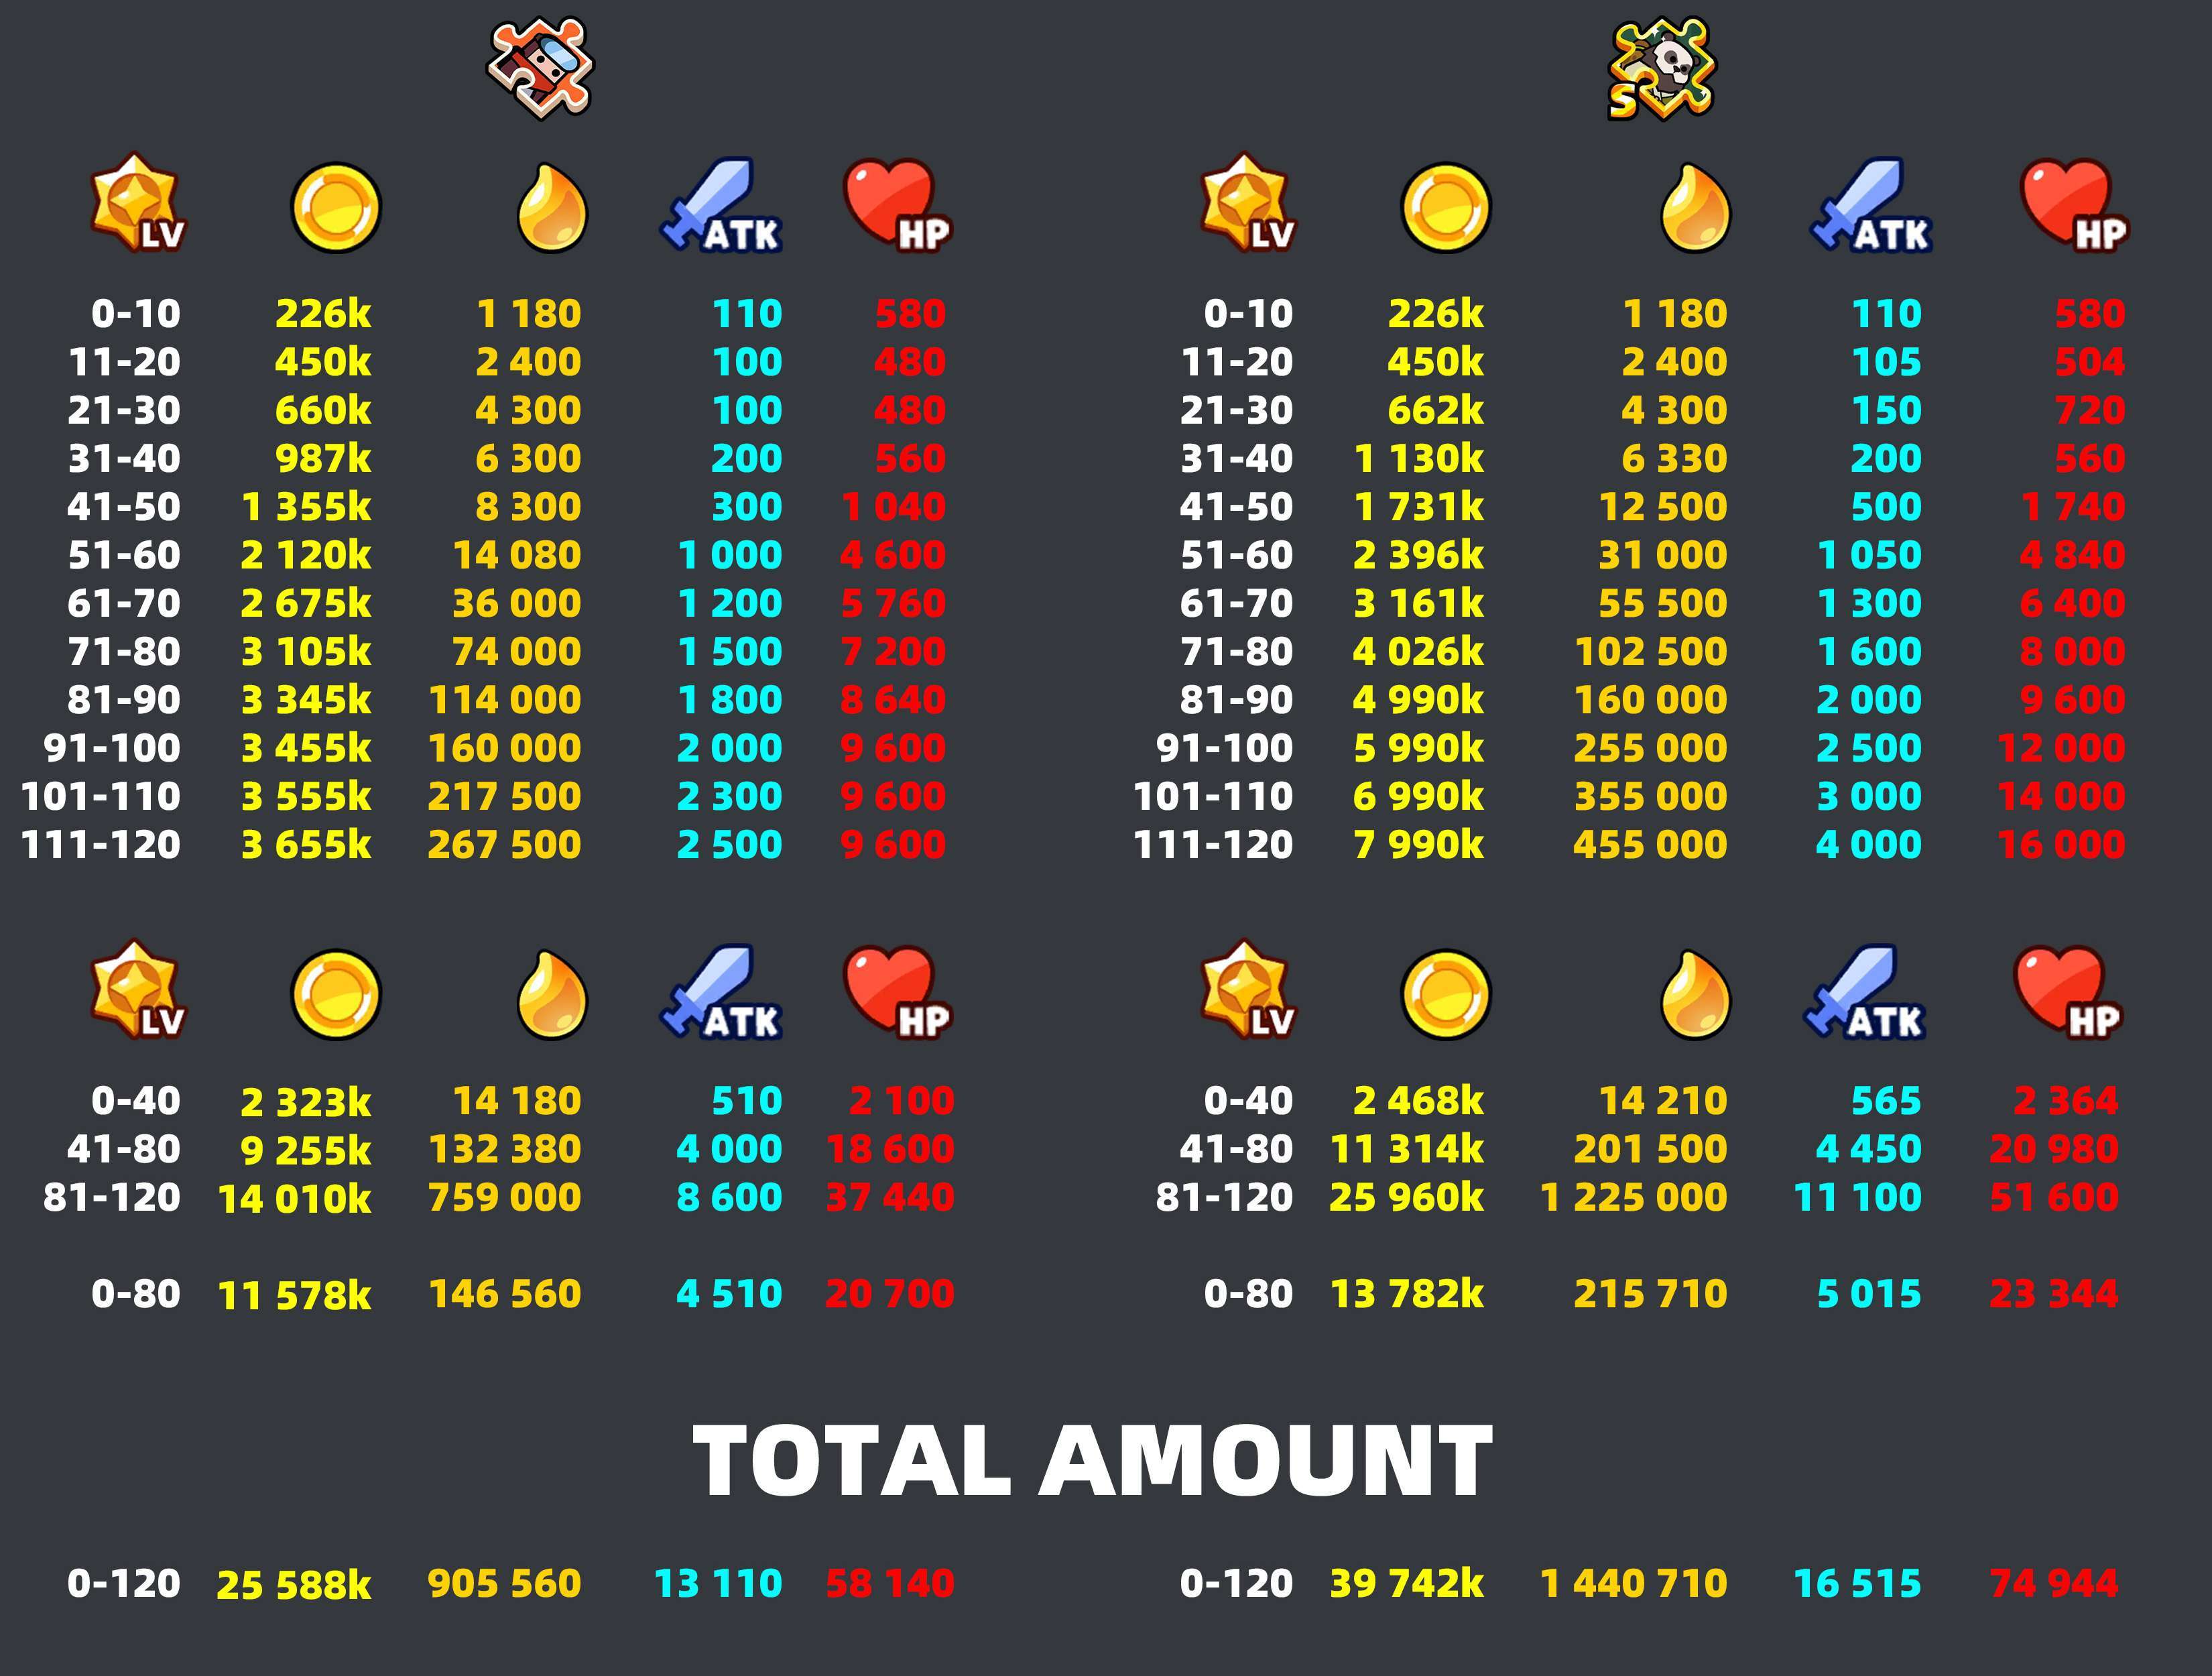 S
LV ATK HP LV ATK HP
0-10 226k 1 180 110 580 0-10 226k 1 180 110 580
11-20 450k 2 400 100 480 11-20 450k 2 400 105 504
21-30 660k 4 300 100 480 21-30 662k 4 300 150 720
31-40 987k 6 300 200 560 31-40 1 130k 6 330 200 560
41-50 1 355k 8 300 300 1 040 41-50 1 731k 12 500 500 1 740
51-60 2 120k 14 080 1 000 4 600 51-60 2 396k 31 000 1 050 4 840
61-70 2 675k 36 000 1 200 5 760 61-70 3 161k 55 500 1 300 6 400
71-80 3 105k 74 000 1 500 7 200 71-80 4 026k 102 500 1 600 8 000
81-90 3 345k 114 000 1 800 8 640 81-90 4 990k 160 000 2 000 9 600
91-100 3 455k 160 000 2 000 9 600 91-100 5 990k 255 000 2 500 12 000
101-110 3 555k 217 500 2 300 9 600 101-110 6 990k 355 000 3 000 14 000
111-120 3 655k 267 500 2 500 9 600 111-120 7 990k 455 000 4 000 16 000
LV ATK HP LV ATK HP
0-40 2 323k 14 180 510 2 100 0-40 2 468k 14 210 565 2 364
41-80 9 255k 132 380 4 000 18 600 41-80 11 314k 201 500 4 450 20 980
81-120 14 010k 759 000 8 600 37 440 81-120 25 960k 1 225 000 11 100 51 600
0-80 11 578k 146 560 4 510 20 700 0-80 13 782k 215 710 5 015 23 344
TOTAL AMOUNT
0-120 25 588k 905 560 13 110 58 140 0-120 39 742k 1 440 710 16 515 74 944